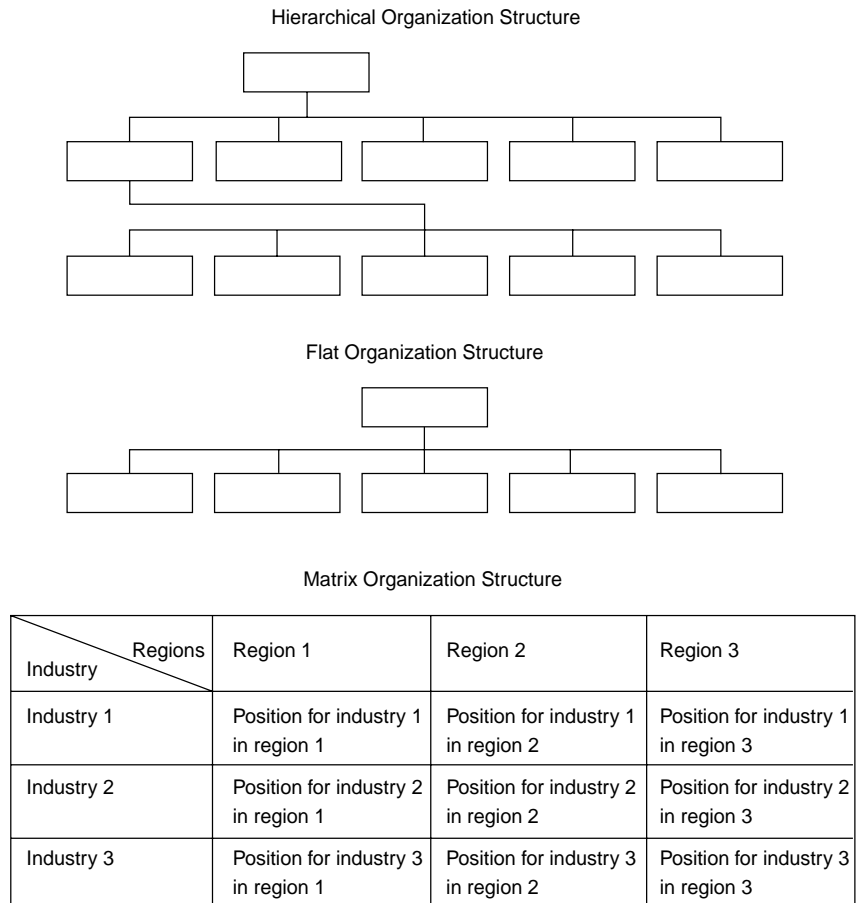 Hierarchical Organization Structure
Flat Organization Structure
Matrix Organization Structure
Regions
Industry
Region 1
Region 2
Region 3
Industry 1
Position for industry 1
in region 1
Position for industry 1
in region 2
Position for industry 1
in region 3
Industry 2
Position for industry 2
in region 1
Position for industry 2
in region 2
Position for industry 2
in region 3
Industry 3
Position for industry 3
in region 1
Position for industry 3
in region 2
Position for industry 3
in region 3